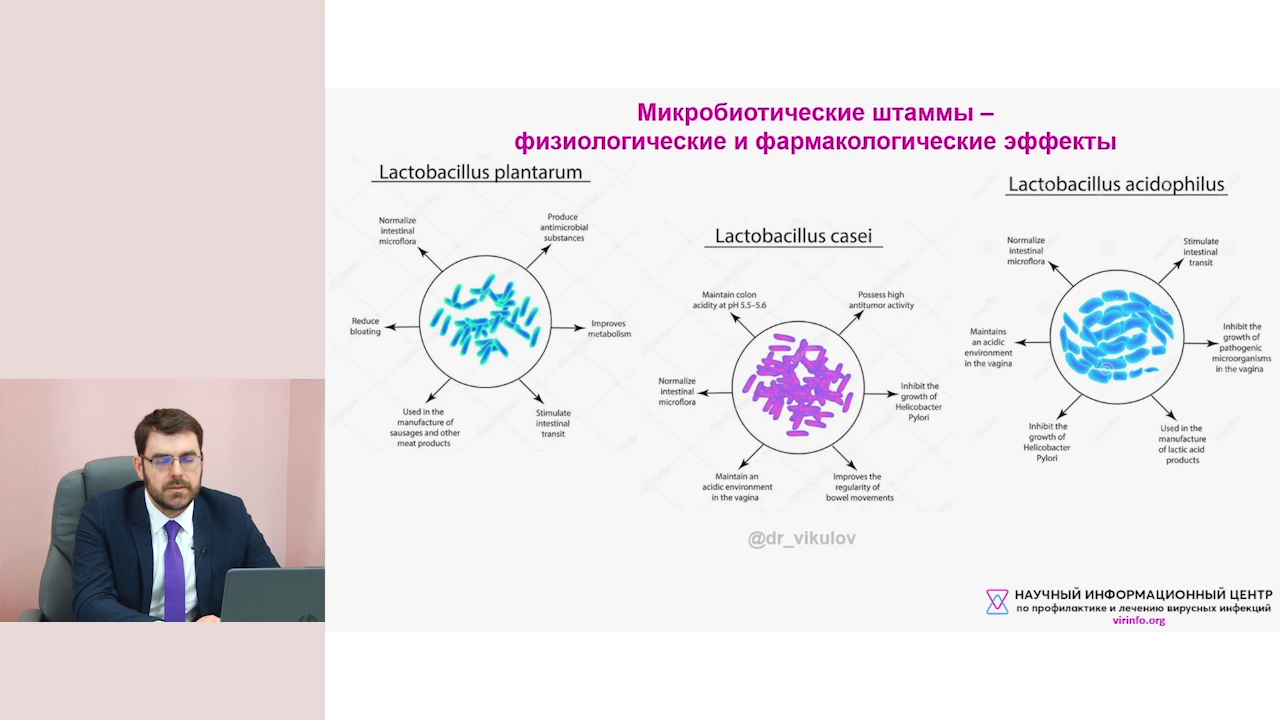 Микробиотические штаммы –
физиологические и фармакологические эффекты
Lactobacillus plantarum
Normalize
intestinal
microflora
Produce
antimicrobial
substances
Reduce
bloating
Improves
metabolism
Used in the
manufacture of
sausages and other
meat products
Stimulate
intestinal
transit
Lactobacillus casei
Maintain colon
acidity at pH 5.5–5.6
Possess high
antitumor activity
Normalize
intestinal
microflora
Inhibit the
growth of
Helicobacter
Pylori
Maintain an
acidic environment
in the vagina
Improves the
regularity of
bowel movements
Lactobacillus acidophilus
Normalize
intestinal
microflora
Stimulate
intestinal
transit
Maintains
an acidic
environment
in the vagina
Inhibit the
growth of
pathogenic
microorganisms
in the vagina
Inhibit the
growth of
Helicobacter
Pylori
Used in the
manufacture
of lactic acid
products
@dr_vikulov
НАУЧНЫЙ ИНФОРМАЦИОННЫЙ ЦЕНТР
по профилактике и лечению вирусных инфекций
virinfo.org